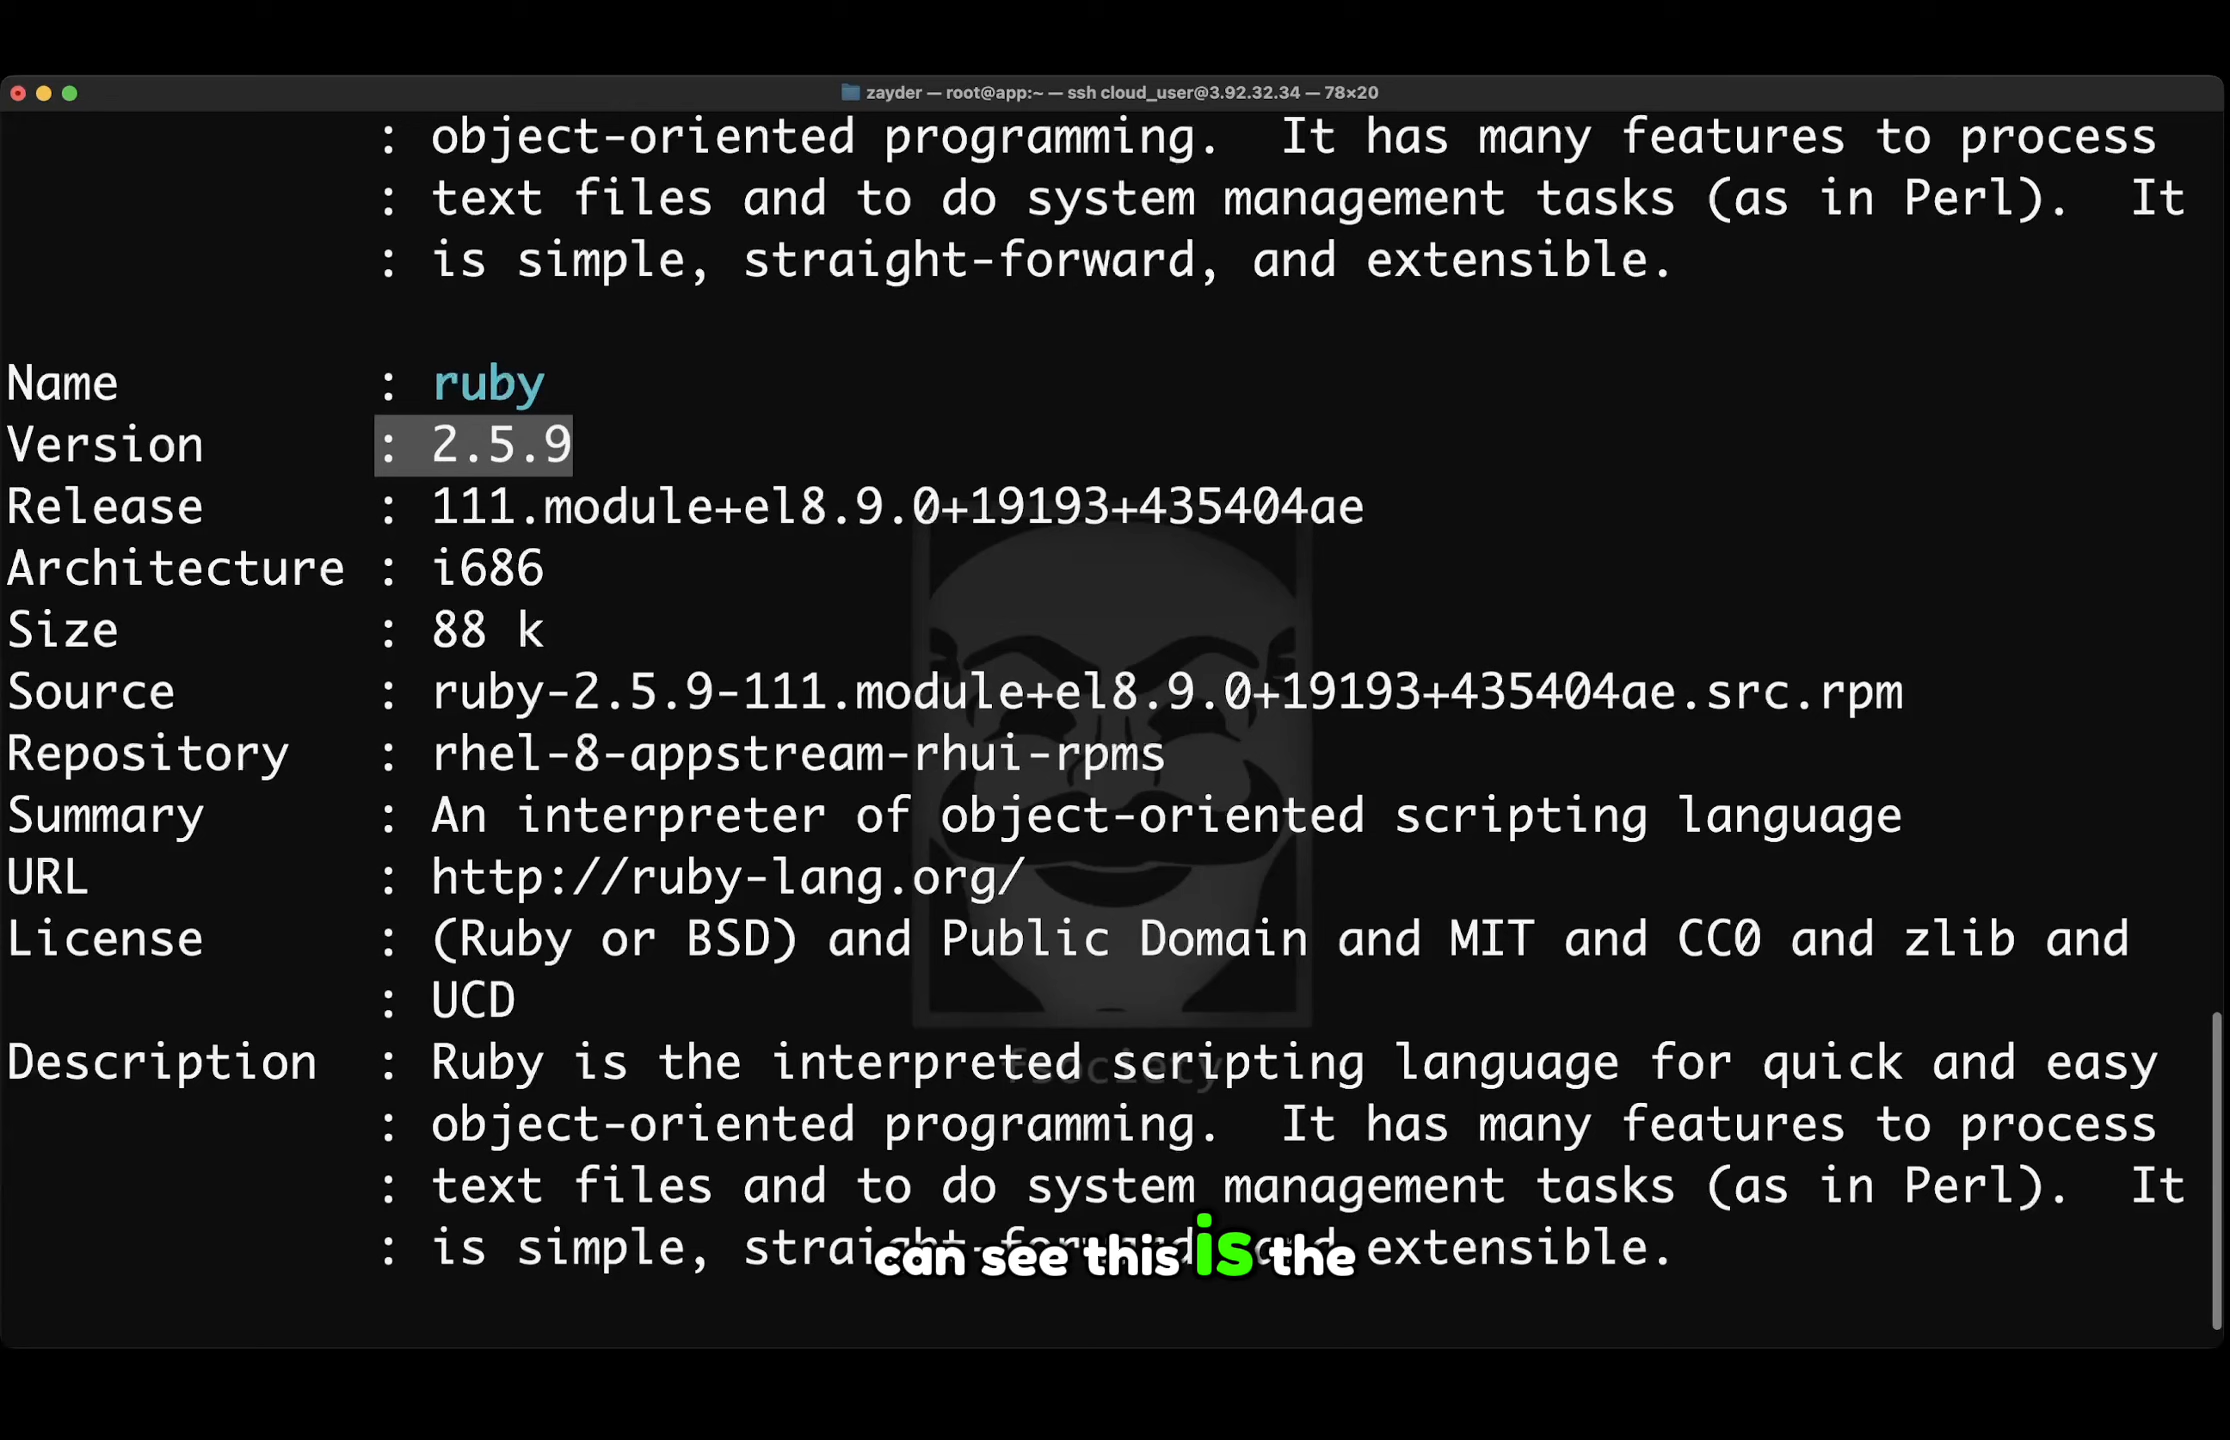 zayder — root@app:~ — ssh cloud_user@3.92.32.34 — 78×20
: object-oriented programming.  It has many features to process
: text files and to do system management tasks (as in Perl).  It
: is simple, straight-forward, and extensible.
Name         : ruby
Version      : 2.5.9
Release      : 111.module+el8.9.0+19193+435404ae
Architecture : i686
Size         : 88 k
Source       : ruby-2.5.9-111.module+el8.9.0+19193+435404ae.src.rpm
Repository   : rhel-8-appstream-rhui-rpms
Summary      : An interpreter of object-oriented scripting language
URL          : http://ruby-lang.org/
License      : (Ruby or BSD) and Public Domain and MIT and CC0 and zlib and
: UCD
Description  : Ruby is the interpreted scripting language for quick and easy
fsociety
: object-oriented programming.  It has many features to process
: text files and to do system management tasks (as in Perl).  It
: is simple, straight-forward, and extensible.
can see this is the